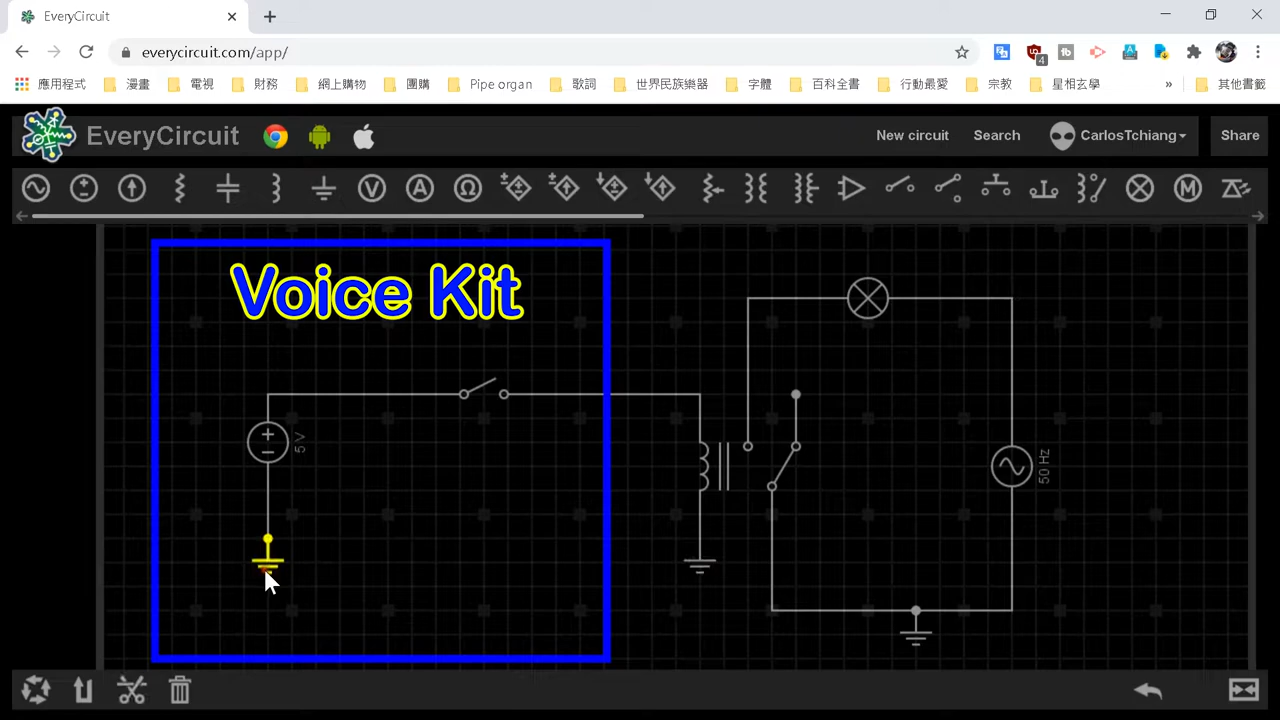 EveryCircuit
everycircuit.com/app/
4
應用程式 漫畫 電視 財務 網上購物 團購 Pipe organ 歌詞 世界民族樂器 字體 百科全書 行動最愛 宗教 星相玄學 » 其他書籤
EveryCircuit New circuit Search CarlosTchiang Share
Voice Kit
5 V
50 Hz